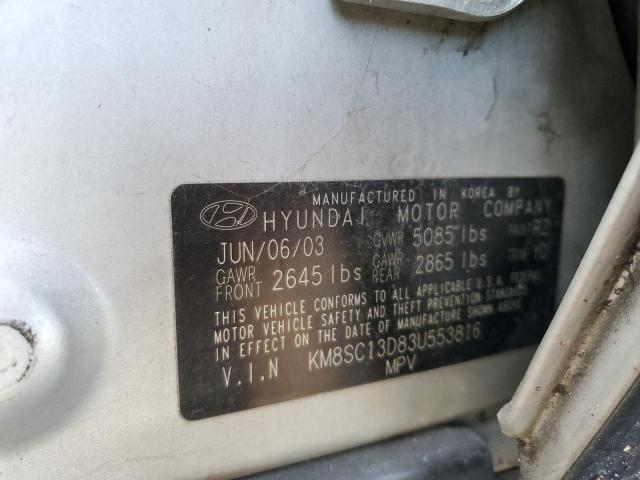 MANUFACTURED IN KOREA BY
HYUNDAI MOTOR COMPANY
JUN/06/03 GVWR 5085 lbs PAINT RZ
GAWR FRONT 2645 lbs GAWR REAR 2865 lbs TRIM YD
THIS VEHICLE CONFORMS TO ALL APPLICABLE U.S.A. FEDERAL
MOTOR VEHICLE SAFETY AND THEFT PREVENTION STANDARDS
IN EFFECT ON THE DATE OF MANUFACTURE SHOWN ABOVE.
V.I.N KM8SC13D83U553816
MPV